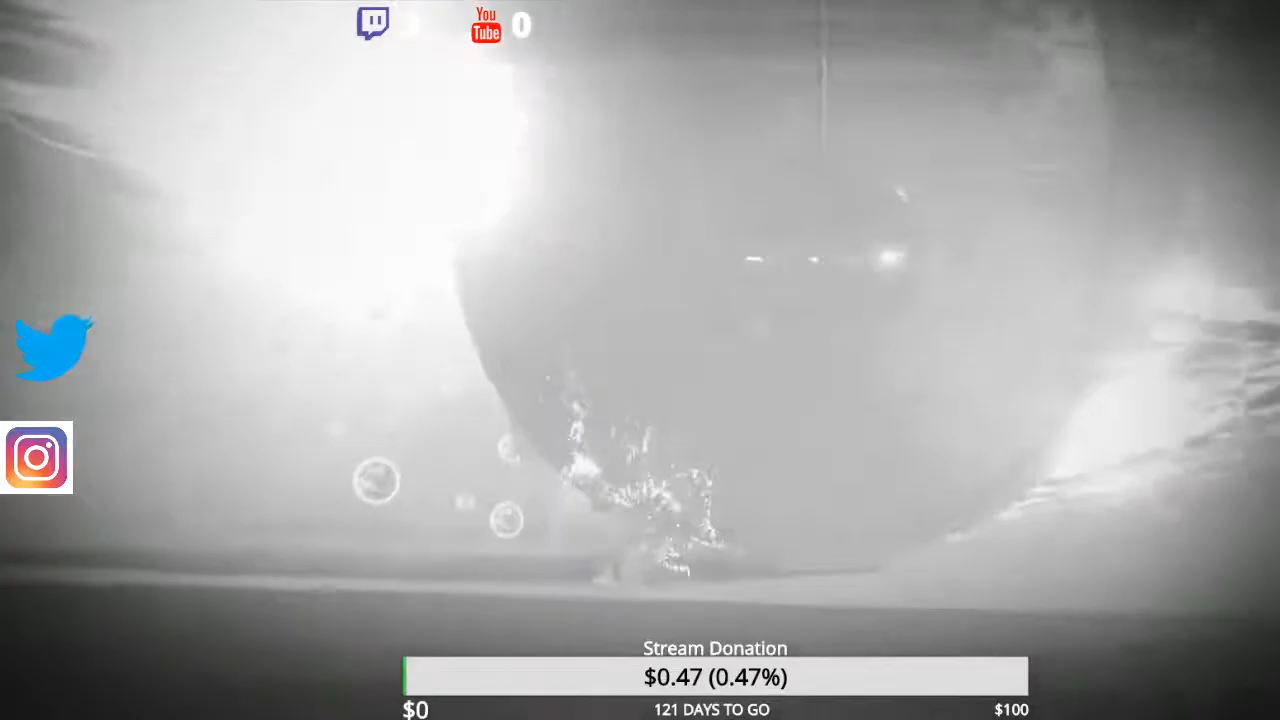 You
Tube
0
Stream Donation
$0.47 (0.47%)
$0
121 DAYS TO GO
$100